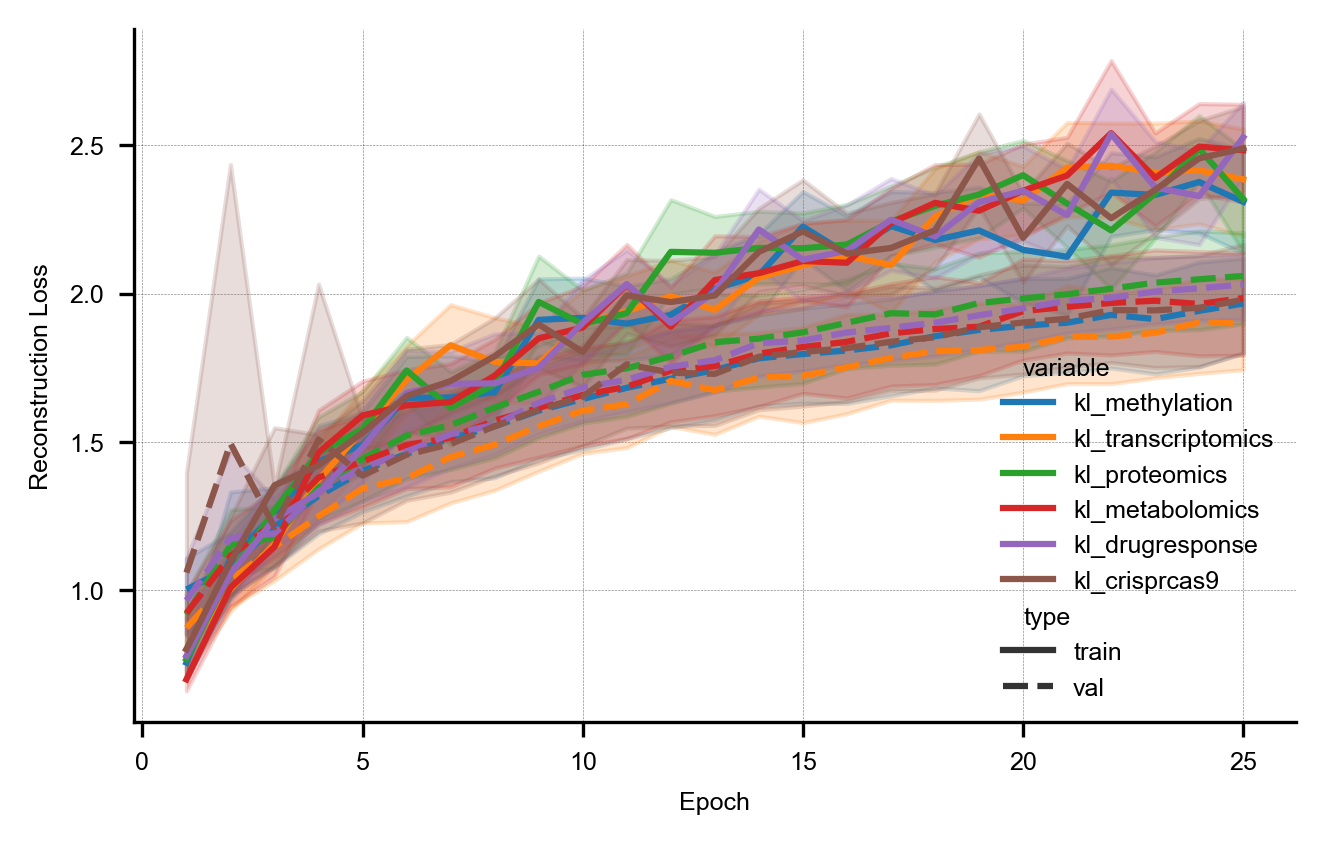 Reconstruction Loss
2.5
2.0
1.5
1.0
0
5
10
15
20
25
Epoch
variable
kl_methylation
kl_transcriptomics
kl_proteomics
kl_metabolomics
kl_drugresponse
kl_crisprcas9
type
train
val